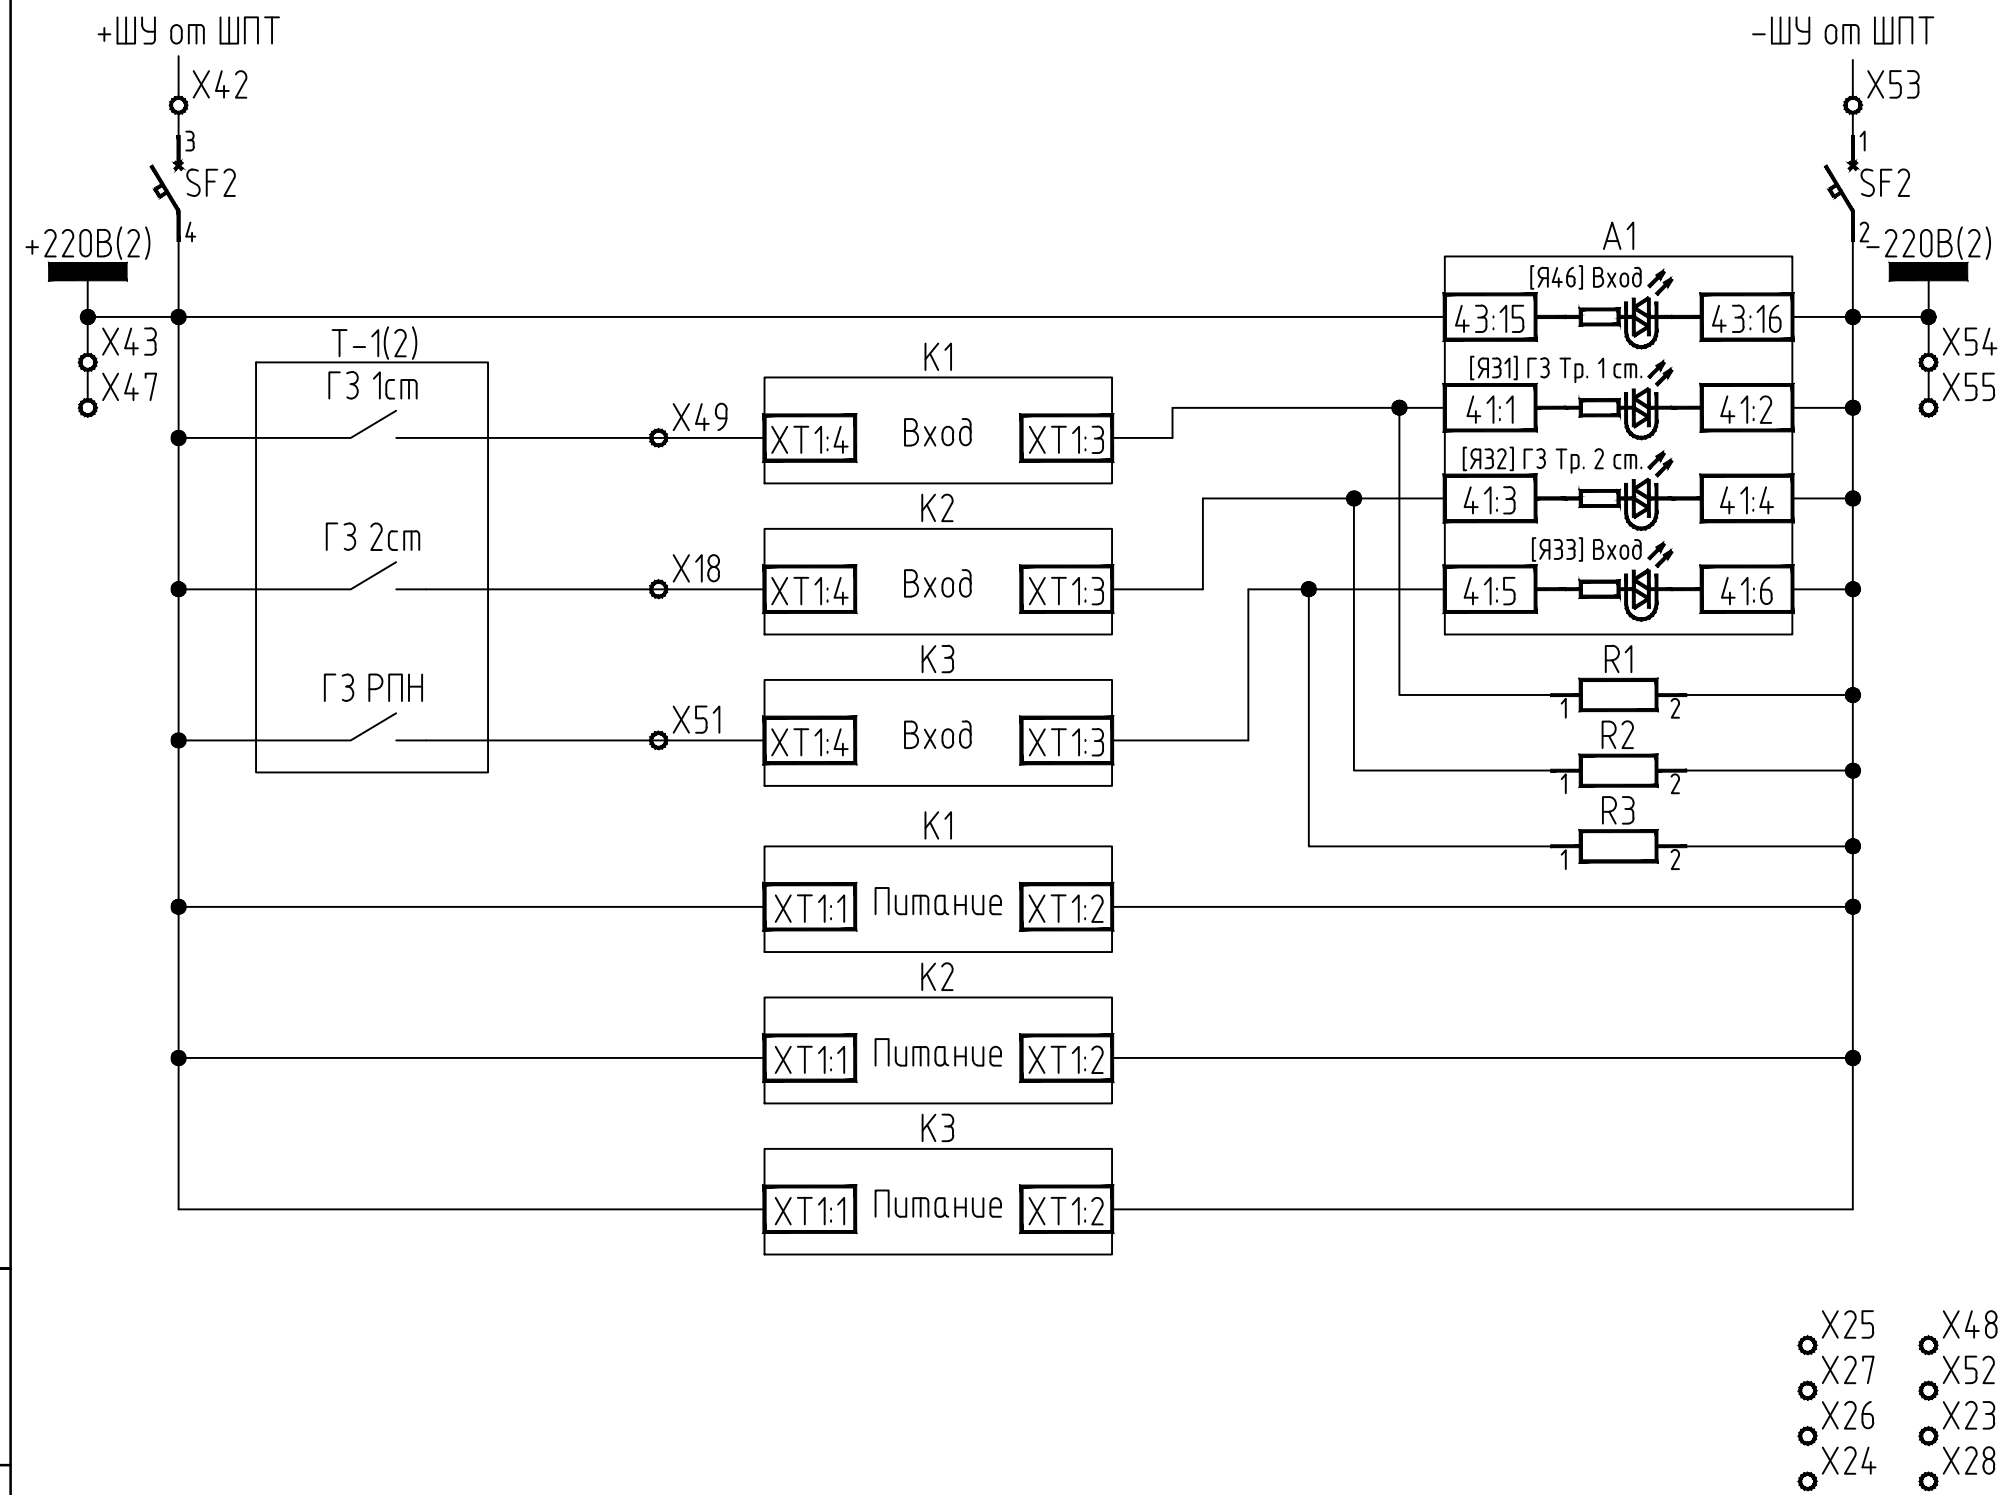 +ШУ от ШПТ
-ШУ от ШПТ
X42
X53
3
1
SF2
SF2
4
2
+220В(2)
-220В(2)
A1
[Я46] Вход
43:15
43:16
X43
X54
X47
X55
Т-1(2)
ГЗ 1ст
K1
X49
XT1:4
Вход
XT1:3
[Я31] ГЗ Тр. 1 ст.
41:1
41:2
[Я32] ГЗ Тр. 2 ст.
41:3
41:4
ГЗ 2ст
K2
X18
XT1:4
Вход
XT1:3
[Я33] Вход
41:5
41:6
ГЗ РПН
K3
X51
XT1:4
Вход
XT1:3
R1
1
2
R2
1
2
R3
1
2
K1
XT1:1
Питание
XT1:2
K2
XT1:1
Питание
XT1:2
K3
XT1:1
Питание
XT1:2
X25
X48
X27
X52
X26
X23
X24
X28